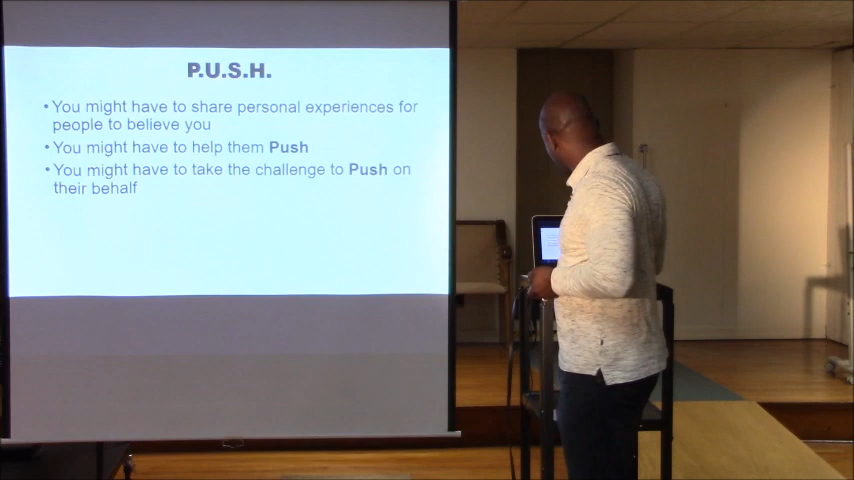 P.U.S.H.
• You might have to share personal experiences for
people to believe you
• You might have to help them Push
• You might have to take the challenge to Push on
their behalf